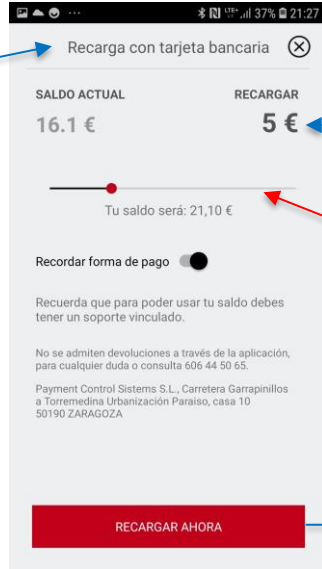 LTE+ 37% 21:27
Recarga con tarjeta bancaria
SALDO ACTUAL RECARGAR
16.1 € 5 €
Tu saldo será: 21,10 €
Recordar forma de pago
Recuerda que para poder usar tu saldo debes
tener un soporte vinculado.
No se admiten devoluciones a través de la aplicación,
para cualquier duda o consulta 606 44 50 65.
Payment Control Sistems S.L., Carretera Garrapinillos
a Torremedina Urbanización Paraiso, casa 10
50190 ZARAGOZA
RECARGAR AHORA